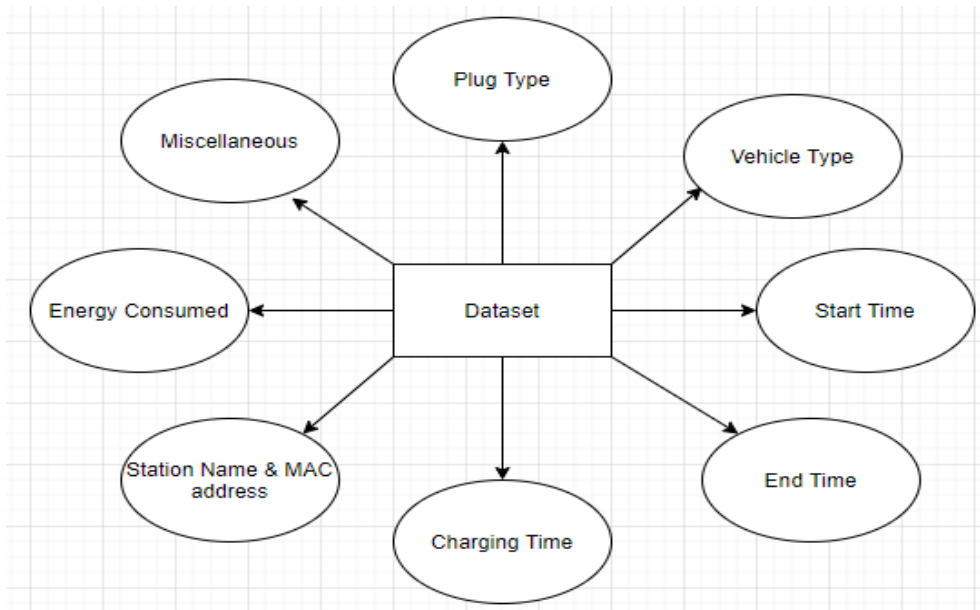 Plug Type
Miscellaneous
Vehicle Type
Energy Consumed
Dataset
Start Time
Station Name & MAC
address
End Time
Charging Time